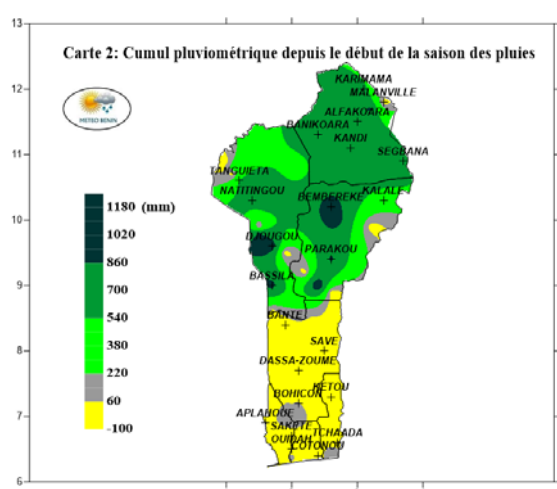 13
Carte 2: Cumul pluviométrique depuis le début de la saison des pluies
KARIMAMA
12
MALANVILLE
METEO BENIN
ALFAKOARA
BANIKOARA
KANDI
11
SEGBANA
TANGUIETA
NATITINGOU
BEMBEREKE
KALALE
1180 (mm)
10
1020
DJOUGOU
PARAKOU
860
BASSILA
9
700
540
BANTE
380
SAVE
8
DASSA-ZOUME
220
KETOU
BOHICON
60
7
APLAHOUE
-100
SAKETE
TCHAADA
OUIDAH
COTONOU
6